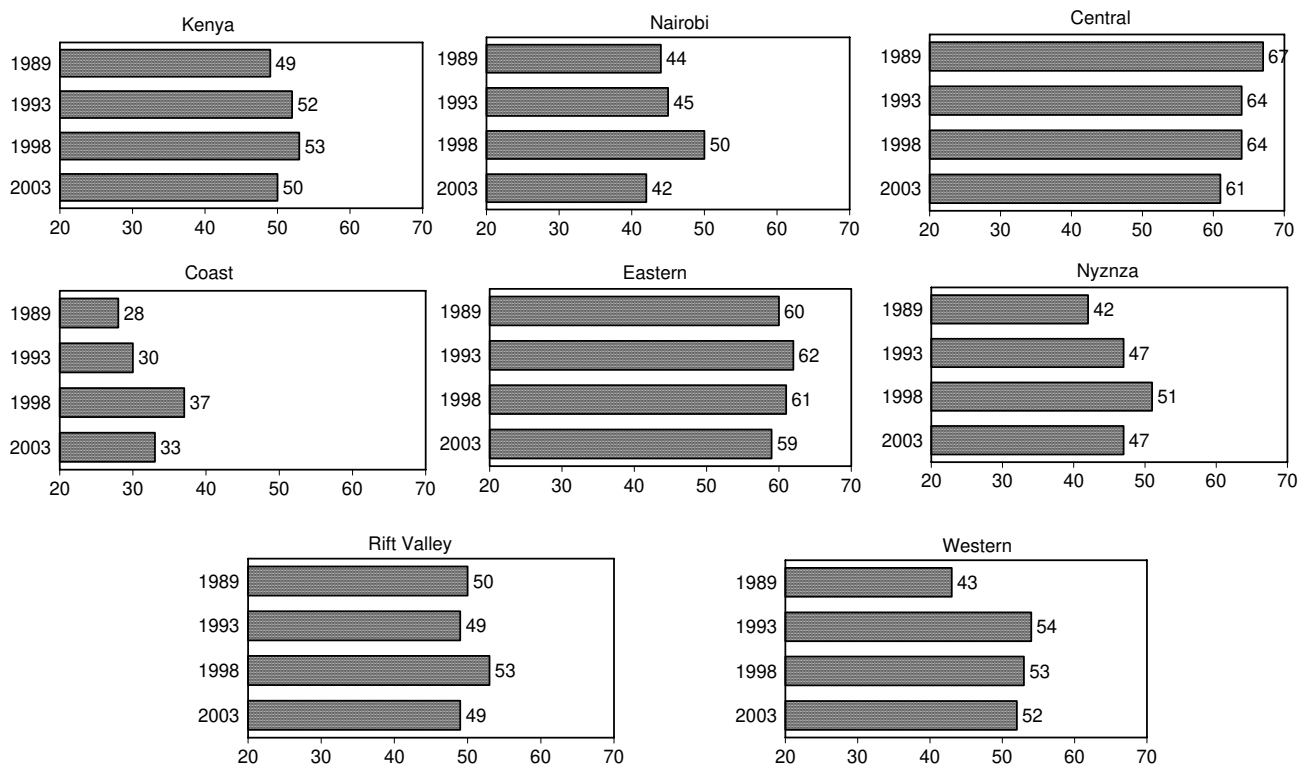 Kenya
1989 49
1993 52
1998 53
2003 50
20 30 40 50 60 70
Nairobi
1989 44
1993 45
1998 50
2003 42
20 30 40 50 60 70
Central
1989 67
1993 64
1998 64
2003 61
20 30 40 50 60 70
Coast
1989 28
1993 30
1998 37
2003 33
20 30 40 50 60 70
Eastern
1989 60
1993 62
1998 61
2003 59
20 30 40 50 60 70
Nyznza
1989 42
1993 47
1998 51
2003 47
20 30 40 50 60 70
Rift Valley
1989 50
1993 49
1998 53
2003 49
20 30 40 50 60 70
Western
1989 43
1993 54
1998 53
2003 52
20 30 40 50 60 70